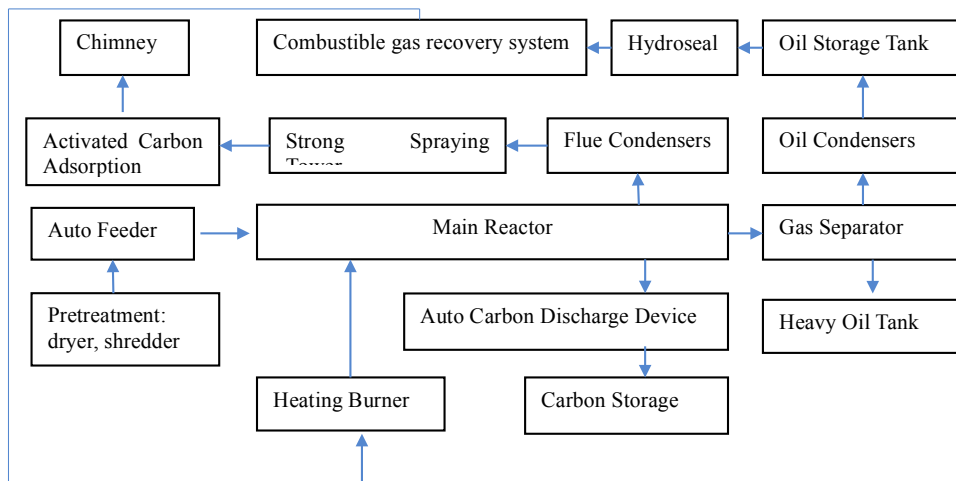 Chimney
Combustible gas recovery system
Hydroseal
Oil Storage Tank
Activated Carbon
Adsorption
Strong Spraying
Tower
Flue Condensers
Oil Condensers
Auto Feeder
Main Reactor
Gas Separator
Pretreatment:
dryer, shredder
Auto Carbon Discharge Device
Heavy Oil Tank
Heating Burner
Carbon Storage